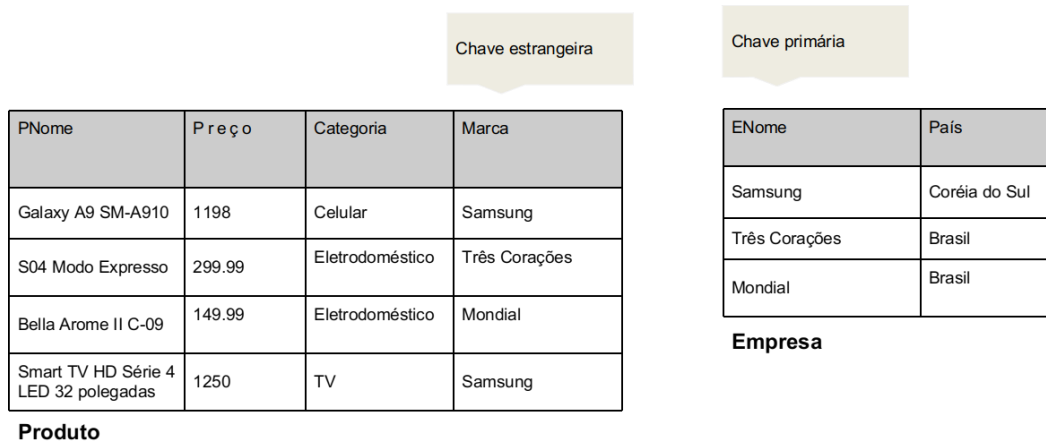 Chave estrangeira
Chave primária
PNome Preço Categoria Marca
Galaxy A9 SM-A910 1198 Celular Samsung
S04 Modo Expresso 299.99 Eletrodoméstico Três Corações
Bella Arome II C-09 149.99 Eletrodoméstico Mondial
Smart TV HD Série 4
LED 32 polegadas 1250 TV Samsung
Produto
ENome País
Samsung Coréia do Sul
Três Corações Brasil
Mondial Brasil
Empresa